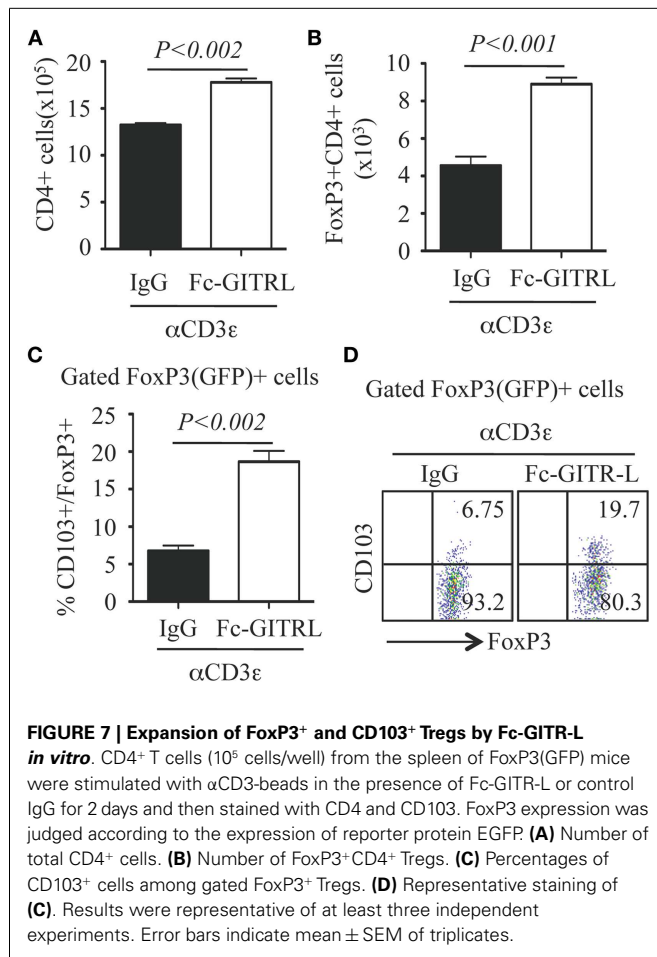 A
P<0.002
CD4+ cells(x10⁵)
20
15
10
5
0
IgG Fc-GITRL
αCD3ε
B
P<0.001
FoxP3+CD4+ cells
(x10³)
10
8
6
4
2
0
IgG Fc-GITRL
αCD3ε
C
Gated FoxP3(GFP)+ cells
P<0.002
% CD103+/FoxP3+
25
20
15
10
5
0
IgG Fc-GITRL
αCD3ε
D
Gated FoxP3(GFP)+ cells
αCD3ε
IgG Fc-GITR-L
6.75 19.7
93.2 80.3
CD103
FoxP3
FIGURE 7 | Expansion of FoxP3⁺ and CD103⁺ Tregs by Fc-GITR-L
in vitro. CD4⁺ T cells (10⁵ cells/well) from the spleen of FoxP3(GFP) mice
were stimulated with αCD3-beads in the presence of Fc-GITR-L or control
IgG for 2 days and then stained with CD4 and CD103. FoxP3 expression was
judged according to the expression of reporter protein EGFP. (A) Number of
total CD4⁺ cells. (B) Number of FoxP3⁺CD4⁺ Tregs. (C) Percentages of
CD103⁺ cells among gated FoxP3⁺ Tregs. (D) Representative staining of
(C). Results were representative of at least three independent
experiments. Error bars indicate mean ± SEM of triplicates.